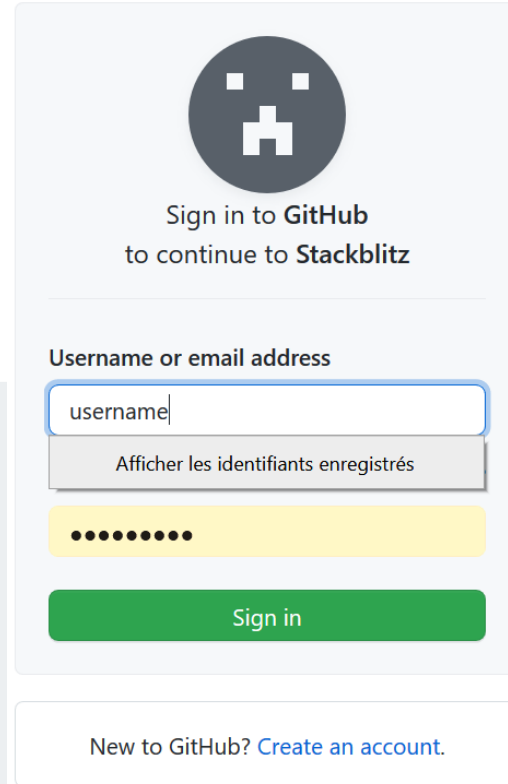 Sign in to GitHub
to continue to Stackblitz
Username or email address
username
Afficher les identifiants enregistrés
●●●●●●●●●
Sign in
New to GitHub? Create an account.